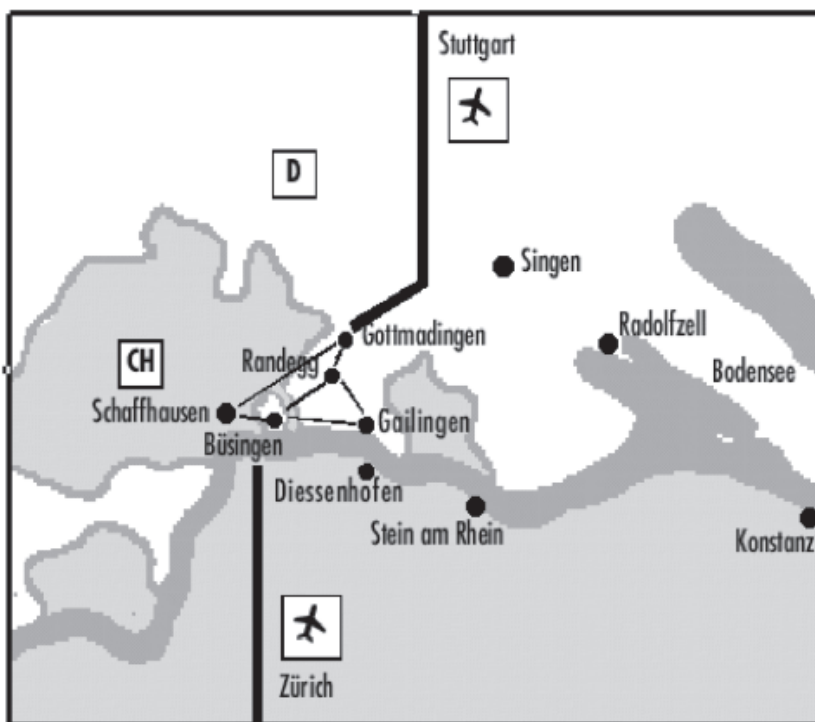 Stuttgart
D
Singen
Radolfzell
Gottmadingen
Randegg
CH
Bodensee
Schaffhausen
Gailingen
Büsingen
Diessenhofen
Stein am Rhein
Konstanz
Zürich